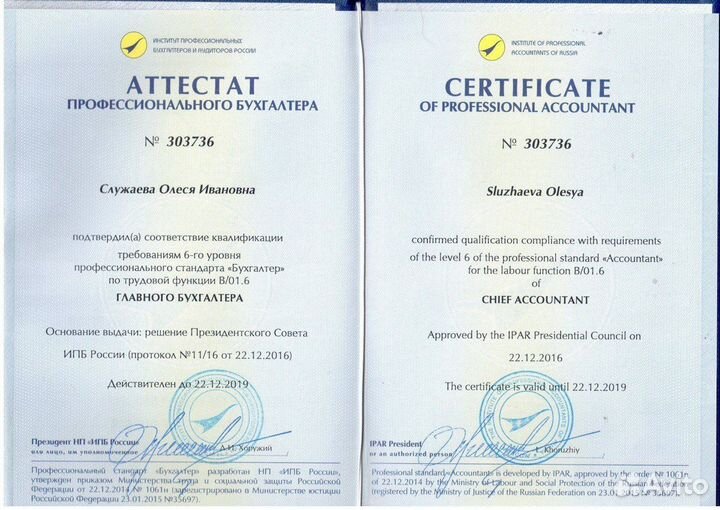 ИНСТИТУТ ПРОФЕССИОНАЛЬНЫХ
БУХГАЛТЕРОВ И АУДИТОРОВ РОССИИ
АТТЕСТАТ
ПРОФЕССИОНАЛЬНОГО БУХГАЛТЕРА
№ 303736
Служаева Олеся Ивановна
подтвердил(а) соответствие квалификации
требованиям 6-го уровня
профессионального стандарта «Бухгалтер»
по трудовой функции В/01.6
ГЛАВНОГО БУХГАЛТЕРА
Основание выдачи: решение Президентского Совета
ИПБ России (протокол №11/16 от 22.12.2016)
Действителен до 22.12.2019
Президент НП «ИПБ России»
или лицо, им уполномоченное
Л.И. Хоружий
Профессиональный стандарт «Бухгалтер» разработан НП «ИПБ России»,
утвержден приказом Министерства труда и социальной защиты Российской
Федерации от 22.12.2014 № 1061н (зарегистрировано в Министерстве юстиции
Российской Федерации 23.01.2015 №35697).
INSTITUTE OF PROFESSIONAL
ACCOUNTANTS OF RUSSIA
CERTIFICATE
OF PROFESSIONAL ACCOUNTANT
№ 303736
Sluzhaeva Olesya
confirmed qualification compliance with requirements
of the level 6 of the professional standard «Accountant»
for the labour function B/01.6
of
CHIEF ACCOUNTANT
Approved by the IPAR Presidential Council on
22.12.2016
The certificate is valid until 22.12.2019
IPAR President
or an authorized person
L. Khoruzhiy
Professional standard «Accountant» is developed by IPAR, approved by the order № 1061n
of 22.12.2014 by the Ministry of Labour and Social Protection of the Russian Federation
(registered by the Ministry of Justice of the Russian Federation 23.01.2015 №35697).
Avito